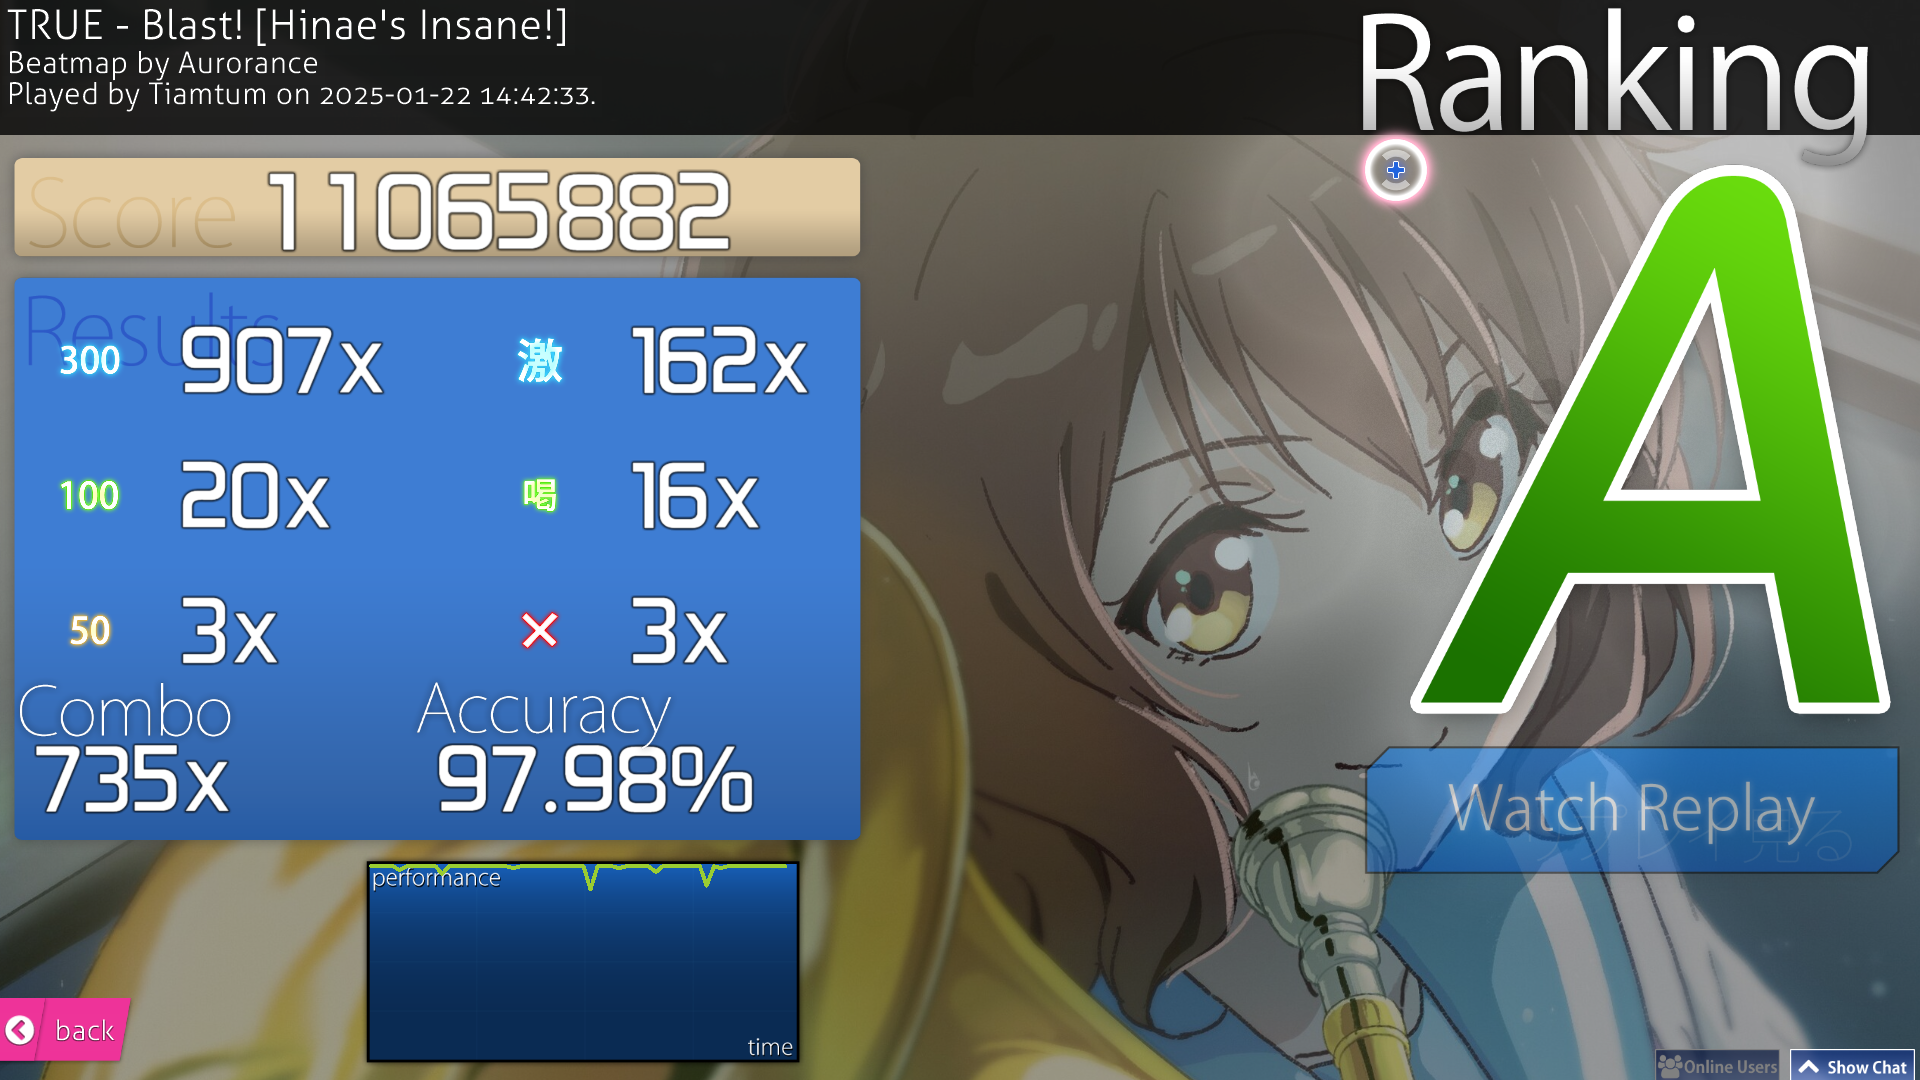 TRUE - Blast! [Hinae's Insane!]
Beatmap by Aurorance
Played by Tiamtum on 2025-01-22 14:42:33.
Ranking
Score 11065882
Results
300 907x 激 162x
100 20x 喝 16x
50 3x 3x
Combo Accuracy
735x 97.98%
A
Watch Replay
performance
time
back
Online Users
Show Chat